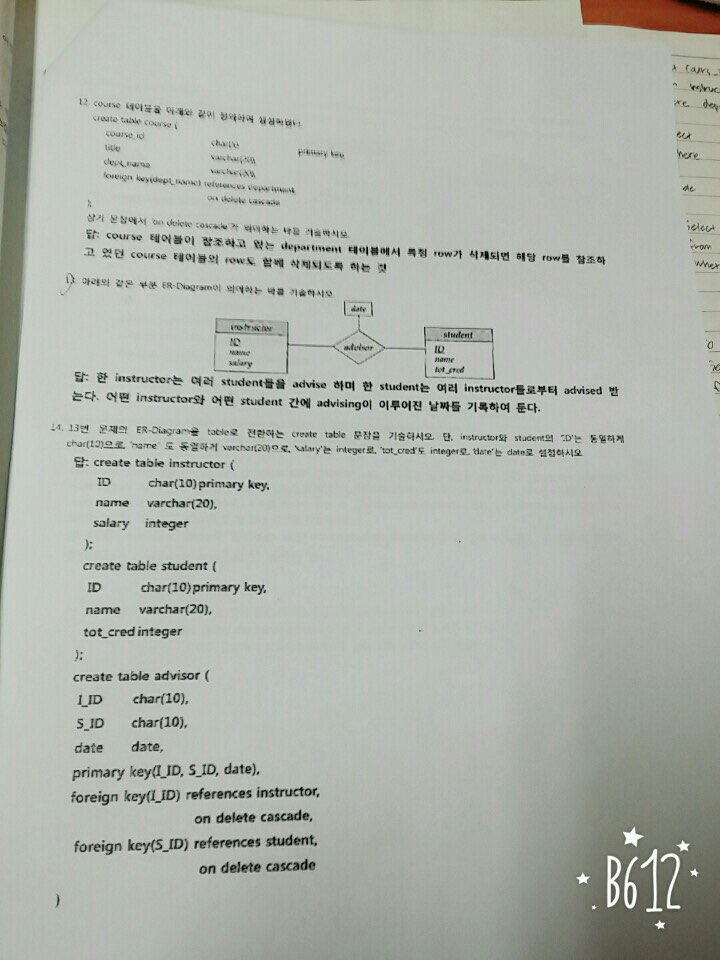 12. course 테이블을 아래와 같이 정의하여 생성하였다.
create table course (
course_id char(8) primary key
title varchar(20),
dept_name varchar(20),
foreign key(dept_name) references department
on delete cascade
);
상기 문장에서 'on delete cascade'가 의미하는 바를 기술하시오.
답: course 테이블이 참조하고 있는 department 테이블에서 특정 row가 삭제되면 해당 row를 참조하
고 있던 course 테이블의 row도 함께 삭제되도록 하는 것
13. 아래의 같은 부분 ER-Diagram이 의미하는 바를 기술하시오
date
instructor
ID
name
salary
advisor
student
ID
name
tot_cred
답: 한 instructor는 여러 student들을 advise 하며 한 student는 여러 instructor들로부터 advised 받
는다. 어떤 instructor와 어떤 student 간에 advising이 이루어진 날짜를 기록하여 둔다.
14. 13번 문제의 ER-Diagram을 table로 전환하는 create table 문장을 기술하시오. 단, instructor와 student의 'ID'는 동일하게
char(10)으로, 'name' 도 동일하게 varchar(20)으로, 'salary'는 integer로, 'tot_cred'도 integer로, 'date'는 date로 설정하시오
답: create table instructor (
ID char(10) primary key,
name varchar(20),
salary integer
);
create table student (
ID char(10) primary key,
name varchar(20),
tot_cred integer
);
create table advisor (
I_ID char(10),
S_ID char(10),
date date,
primary key(I_ID, S_ID, date),
foreign key(I_ID) references instructor,
on delete cascade,
foreign key(S_ID) references student,
on delete cascade
)
B612